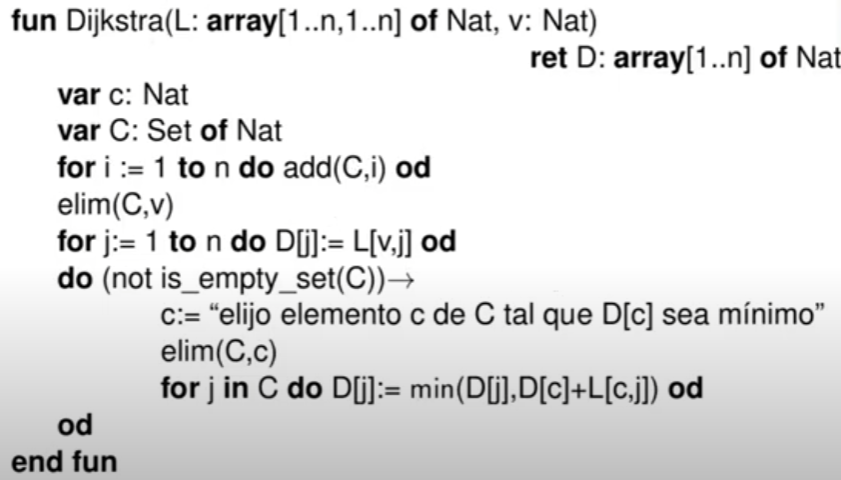 fun Dijkstra(L: array[1..n,1..n] of Nat, v: Nat)
ret D: array[1..n] of Nat
var c: Nat
var C: Set of Nat
for i := 1 to n do add(C,i) od
elim(C,v)
for j:= 1 to n do D[j]:= L[v,j] od
do (not is_empty_set(C))→
c:= “elijo elemento c de C tal que D[c] sea mínimo”
elim(C,c)
for j in C do D[j]:= min(D[j],D[c]+L[c,j]) od
od
end fun